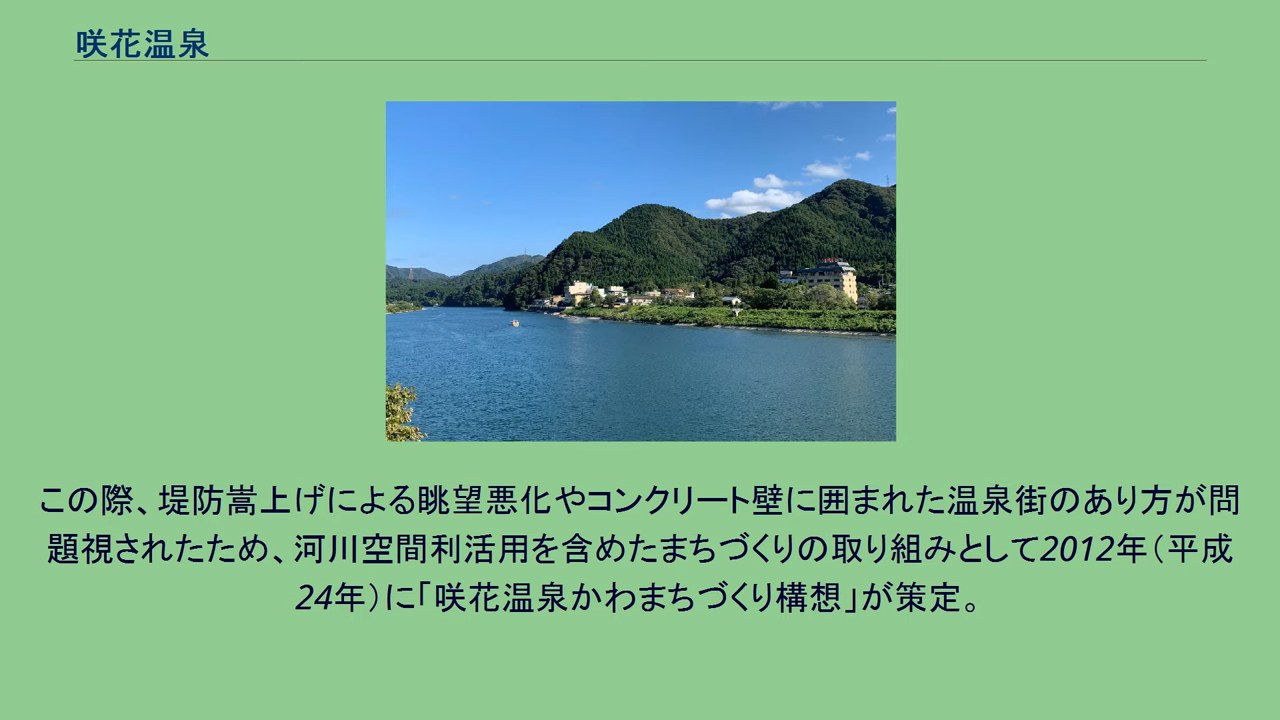 咲花温泉
この際、堤防嵩上げによる眺望悪化やコンクリート壁に囲まれた温泉街のあり方が問
題視されたため、河川空間利活用を含めたまちづくりの取り組みとして2012年（平成
24年）に「咲花温泉かわまちづくり構想」が策定。